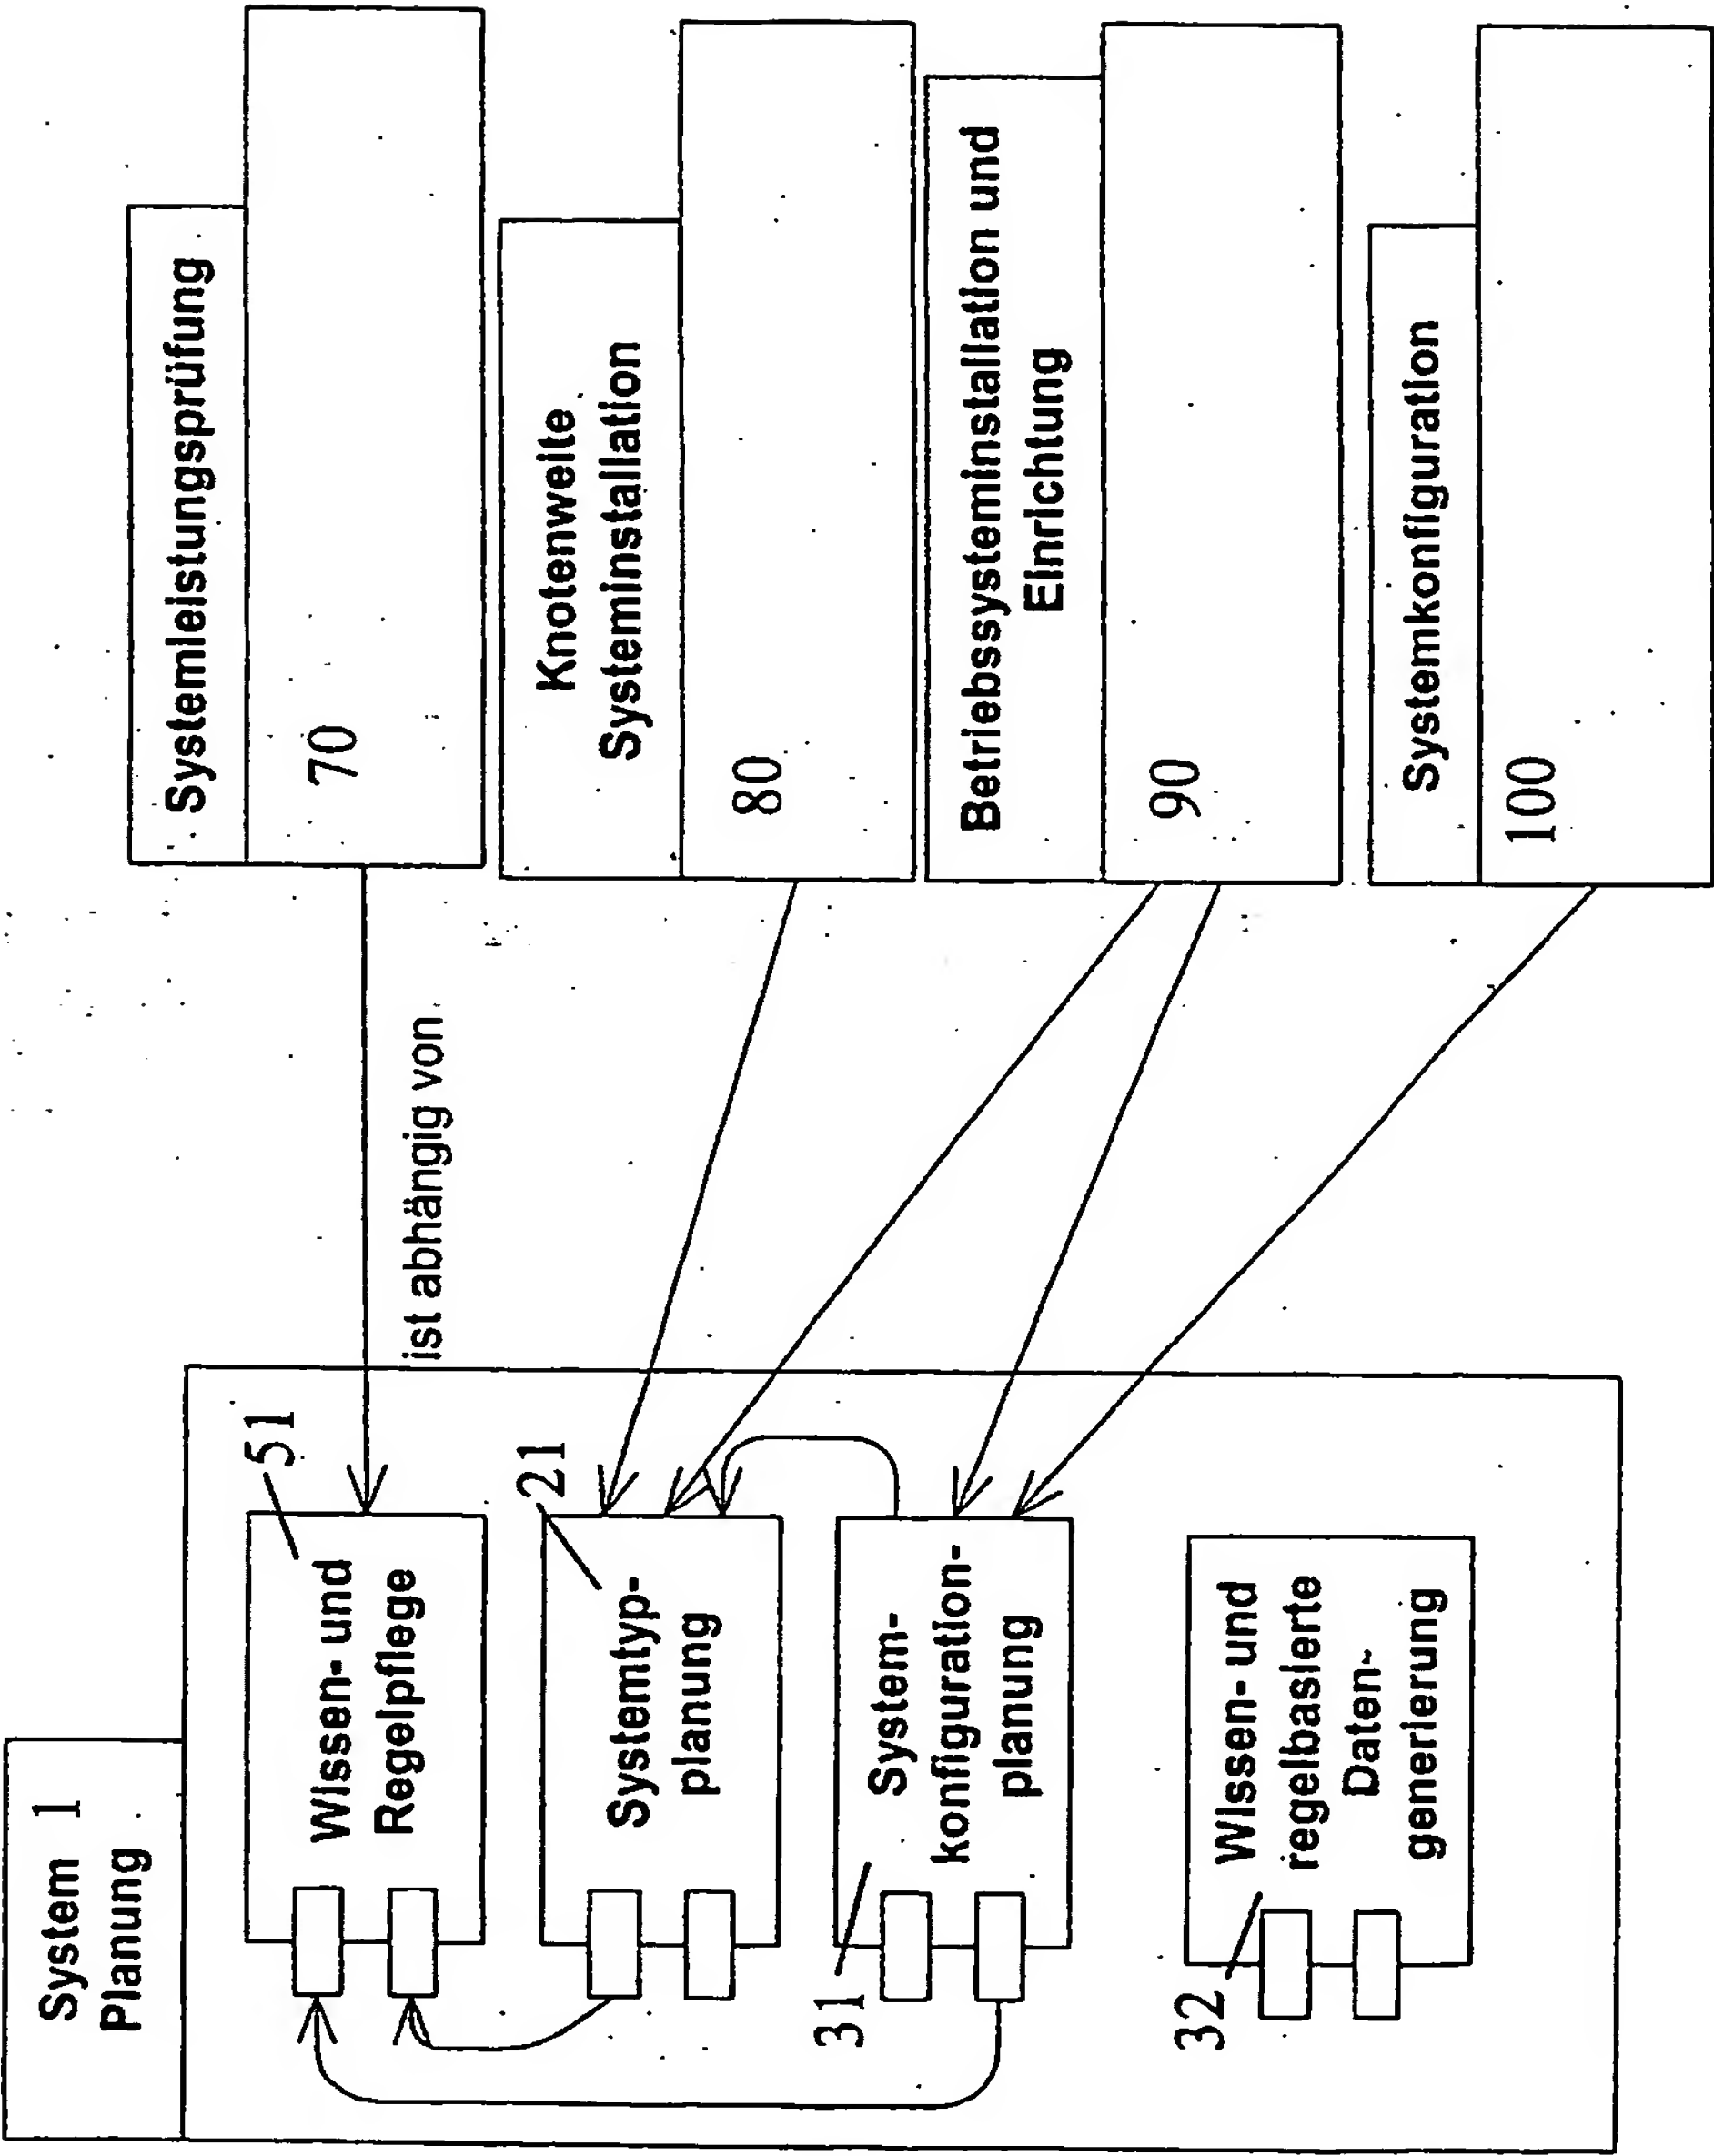 System 1
Planung
51
Wissen- und
Regelpflege
21
Systemtyp-
planung
31
System-
konfiguration-
planung
32
Wissen- und
regelbasierte
Daten-
generierung
ist abhängig von
Systemleistungsprüfung
70
Knotenweite
Systeminstallation
80
Betriebssysteminstallation und
Einrichtung
90
Systemkonfiguration
100